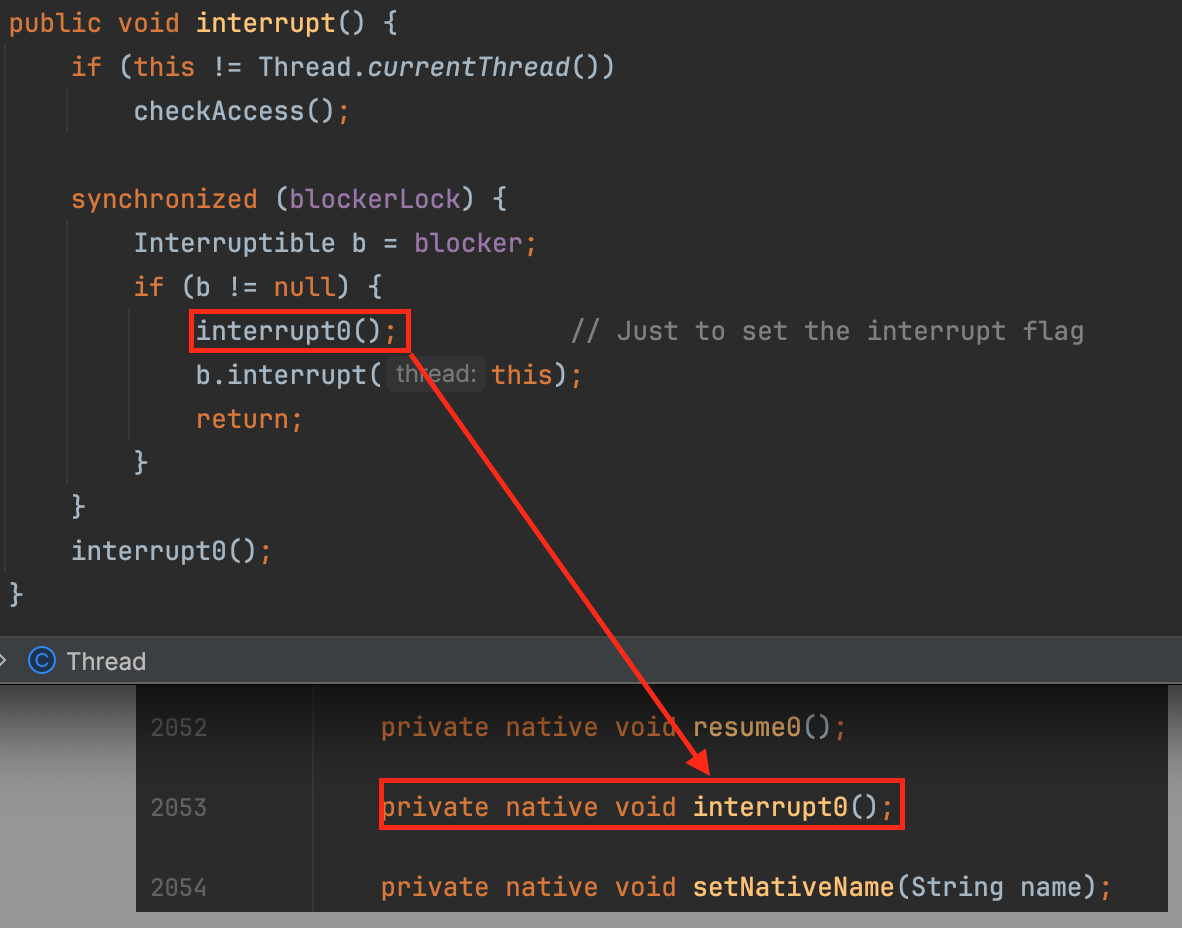 public void interrupt() {
if (this != Thread.currentThread())
checkAccess();
synchronized (blockerLock) {
Interruptible b = blocker;
if (b != null) {
interrupt0();           // Just to set the interrupt flag
b.interrupt( thread: this);
return;
}
}
interrupt0();
}
Thread
2052 private native void resume0();
2053 private native void interrupt0();
2054 private native void setNativeName(String name);